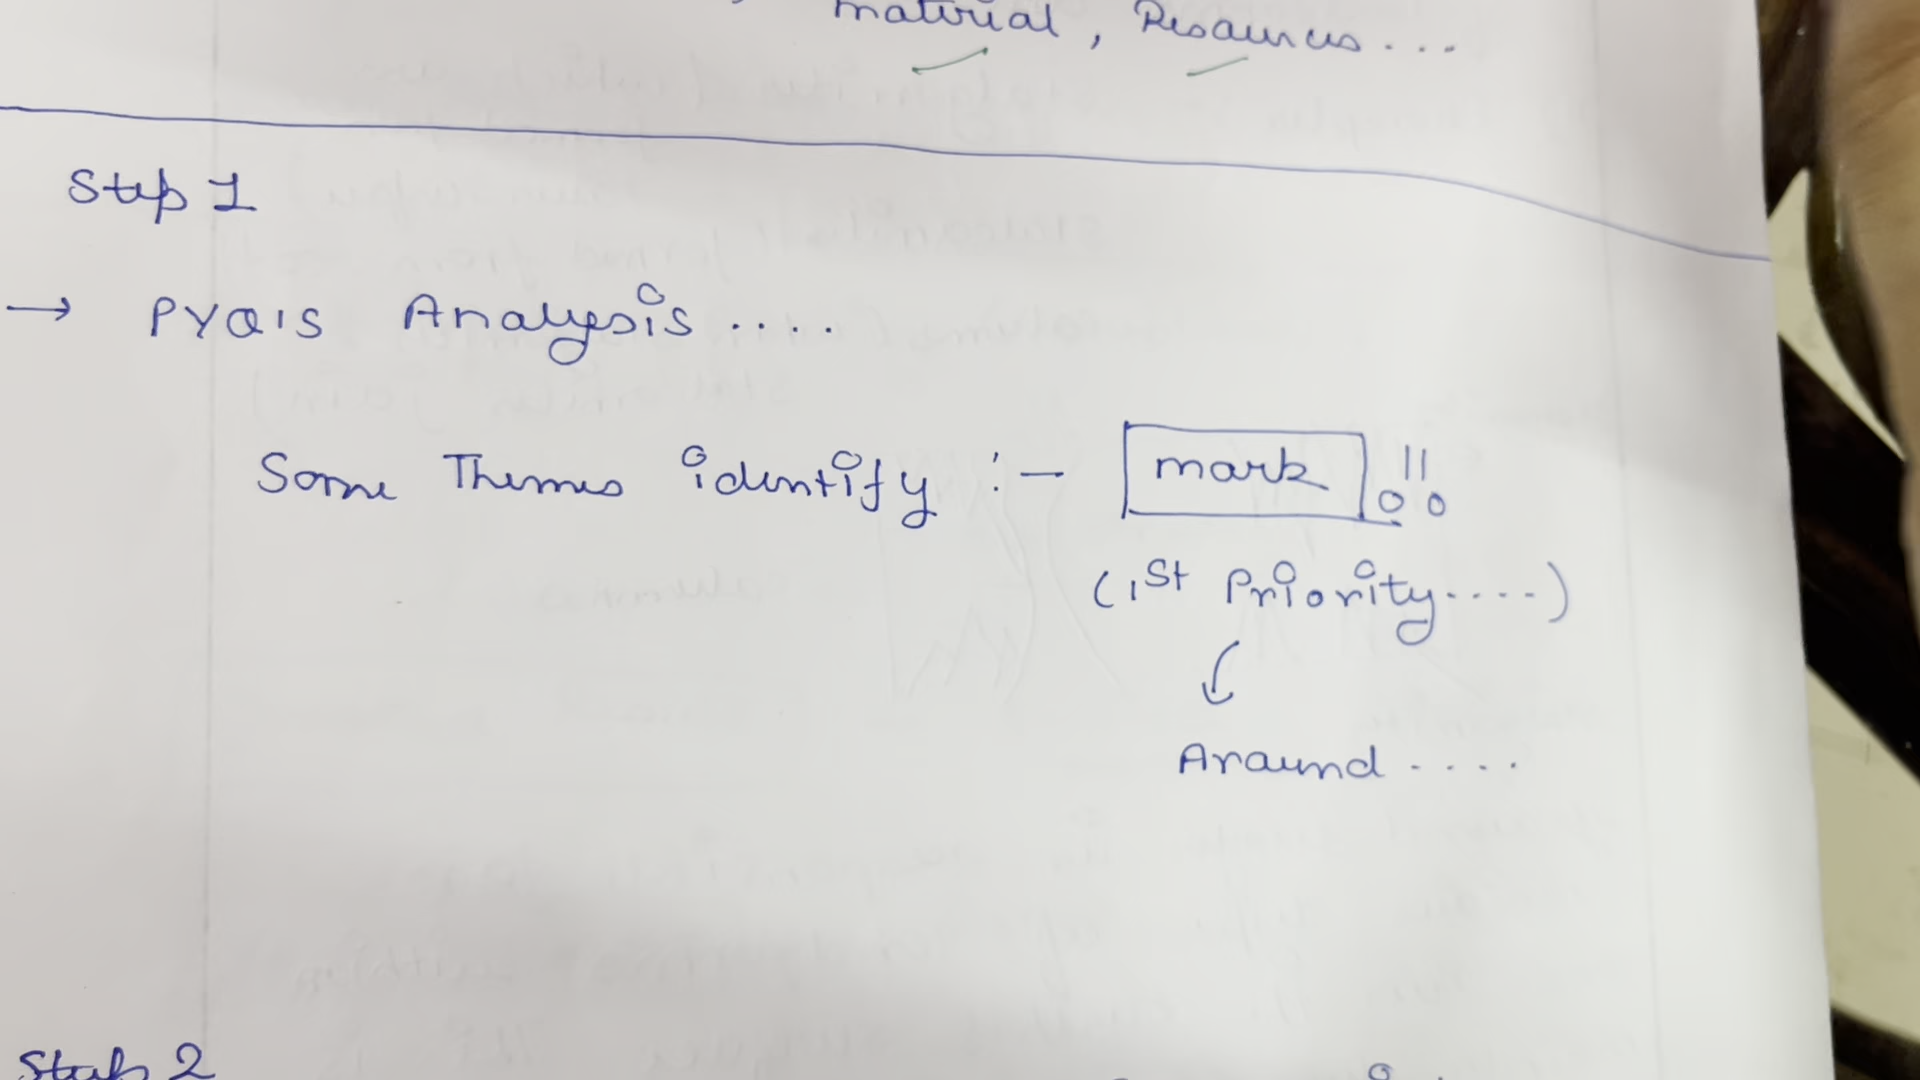 material, Resources...
Step 1
→ PYQ's Analysis....
Some Themes identify :- mark !!
(1st Priority....)
Around ....
Step 2